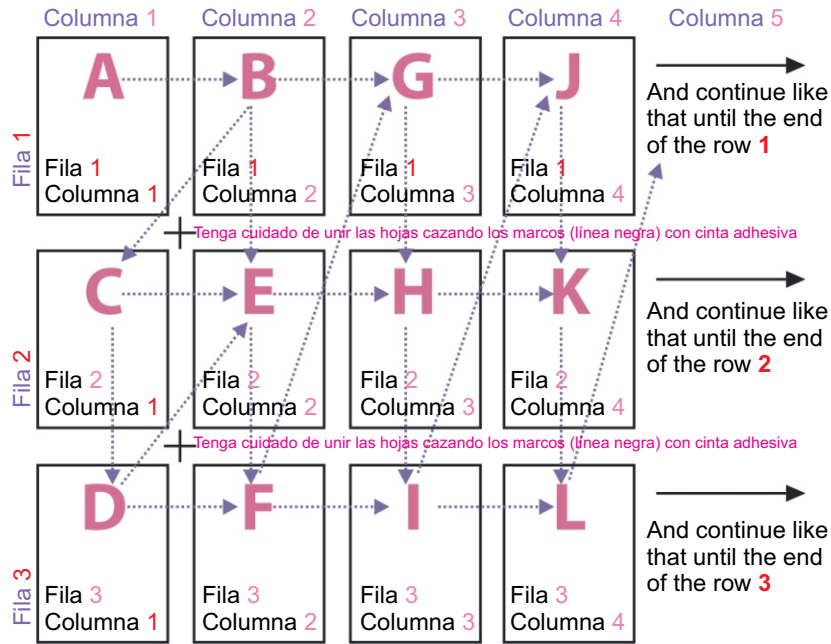 Columna 1
Columna 2
Columna 3
Columna 4
Columna 5
Fila 1
A
B
G
J
Fila 1
Columna 1
Fila 1
Columna 2
Fila 1
Columna 3
Fila 1
Columna 4
And continue like
that until the end
of the row 1
Tenga cuidado de unir las hojas cazando los marcos (línea negra) con cinta adhesiva
Fila 2
C
E
H
K
Fila 2
Columna 1
Fila 2
Columna 2
Fila 2
Columna 3
Fila 2
Columna 4
And continue like
that until the end
of the row 2
Tenga cuidado de unir las hojas cazando los marcos (línea negra) con cinta adhesiva
Fila 3
D
F
I
L
Fila 3
Columna 1
Fila 3
Columna 2
Fila 3
Columna 3
Fila 3
Columna 4
And continue like
that until the end
of the row 3